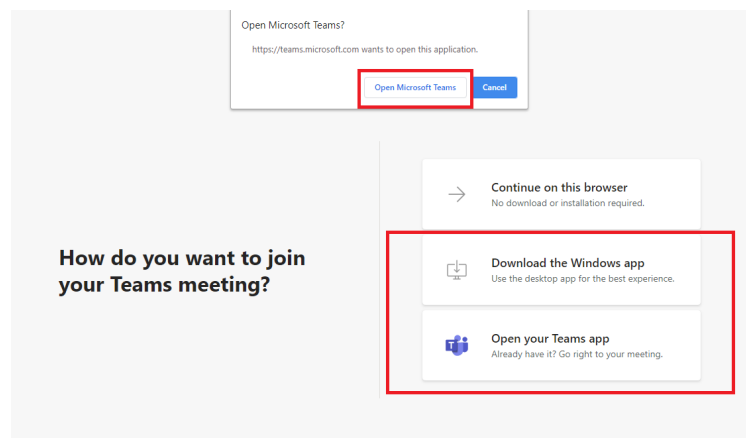 Open Microsoft Teams?
https://teams.microsoft.com wants to open this application.
Open Microsoft Teams
Cancel
How do you want to join
your Teams meeting?
Continue on this browser
No download or installation required.
Download the Windows app
Use the desktop app for the best experience.
Open your Teams app
Already have it? Go right to your meeting.